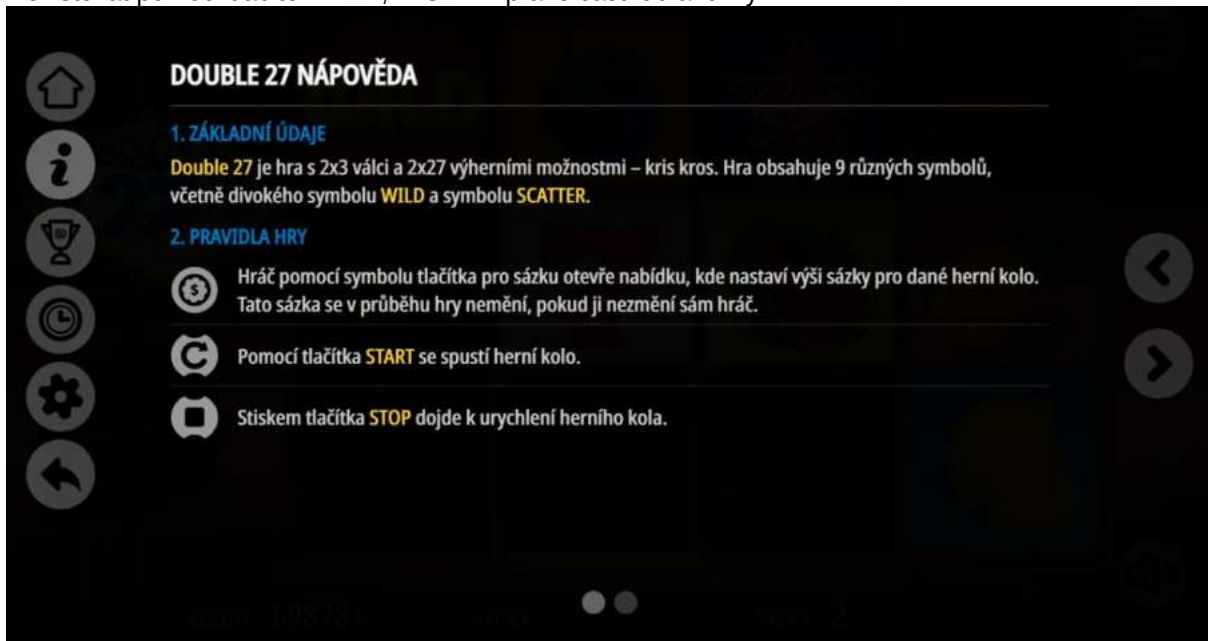 DOUBLE 27 NÁPOVĚDA
1. ZÁKLADNÍ ÚDAJE
Double 27 je hra s 2x3 válci a 2x27 výherními možnostmi – kris kros. Hra obsahuje 9 různých symbolů,
včetně divokého symbolu WILD a symbolu SCATTER.
2. PRAVIDLA HRY
Hráč pomocí symbolu tlačítka pro sázku otevře nabídku, kde nastaví výši sázky pro dané herní kolo.
Tato sázka se v průběhu hry nemění, pokud ji nezmění sám hráč.
Pomocí tlačítka START se spustí herní kolo.
Stiskem tlačítka STOP dojde k urychlení herního kola.
598781
2